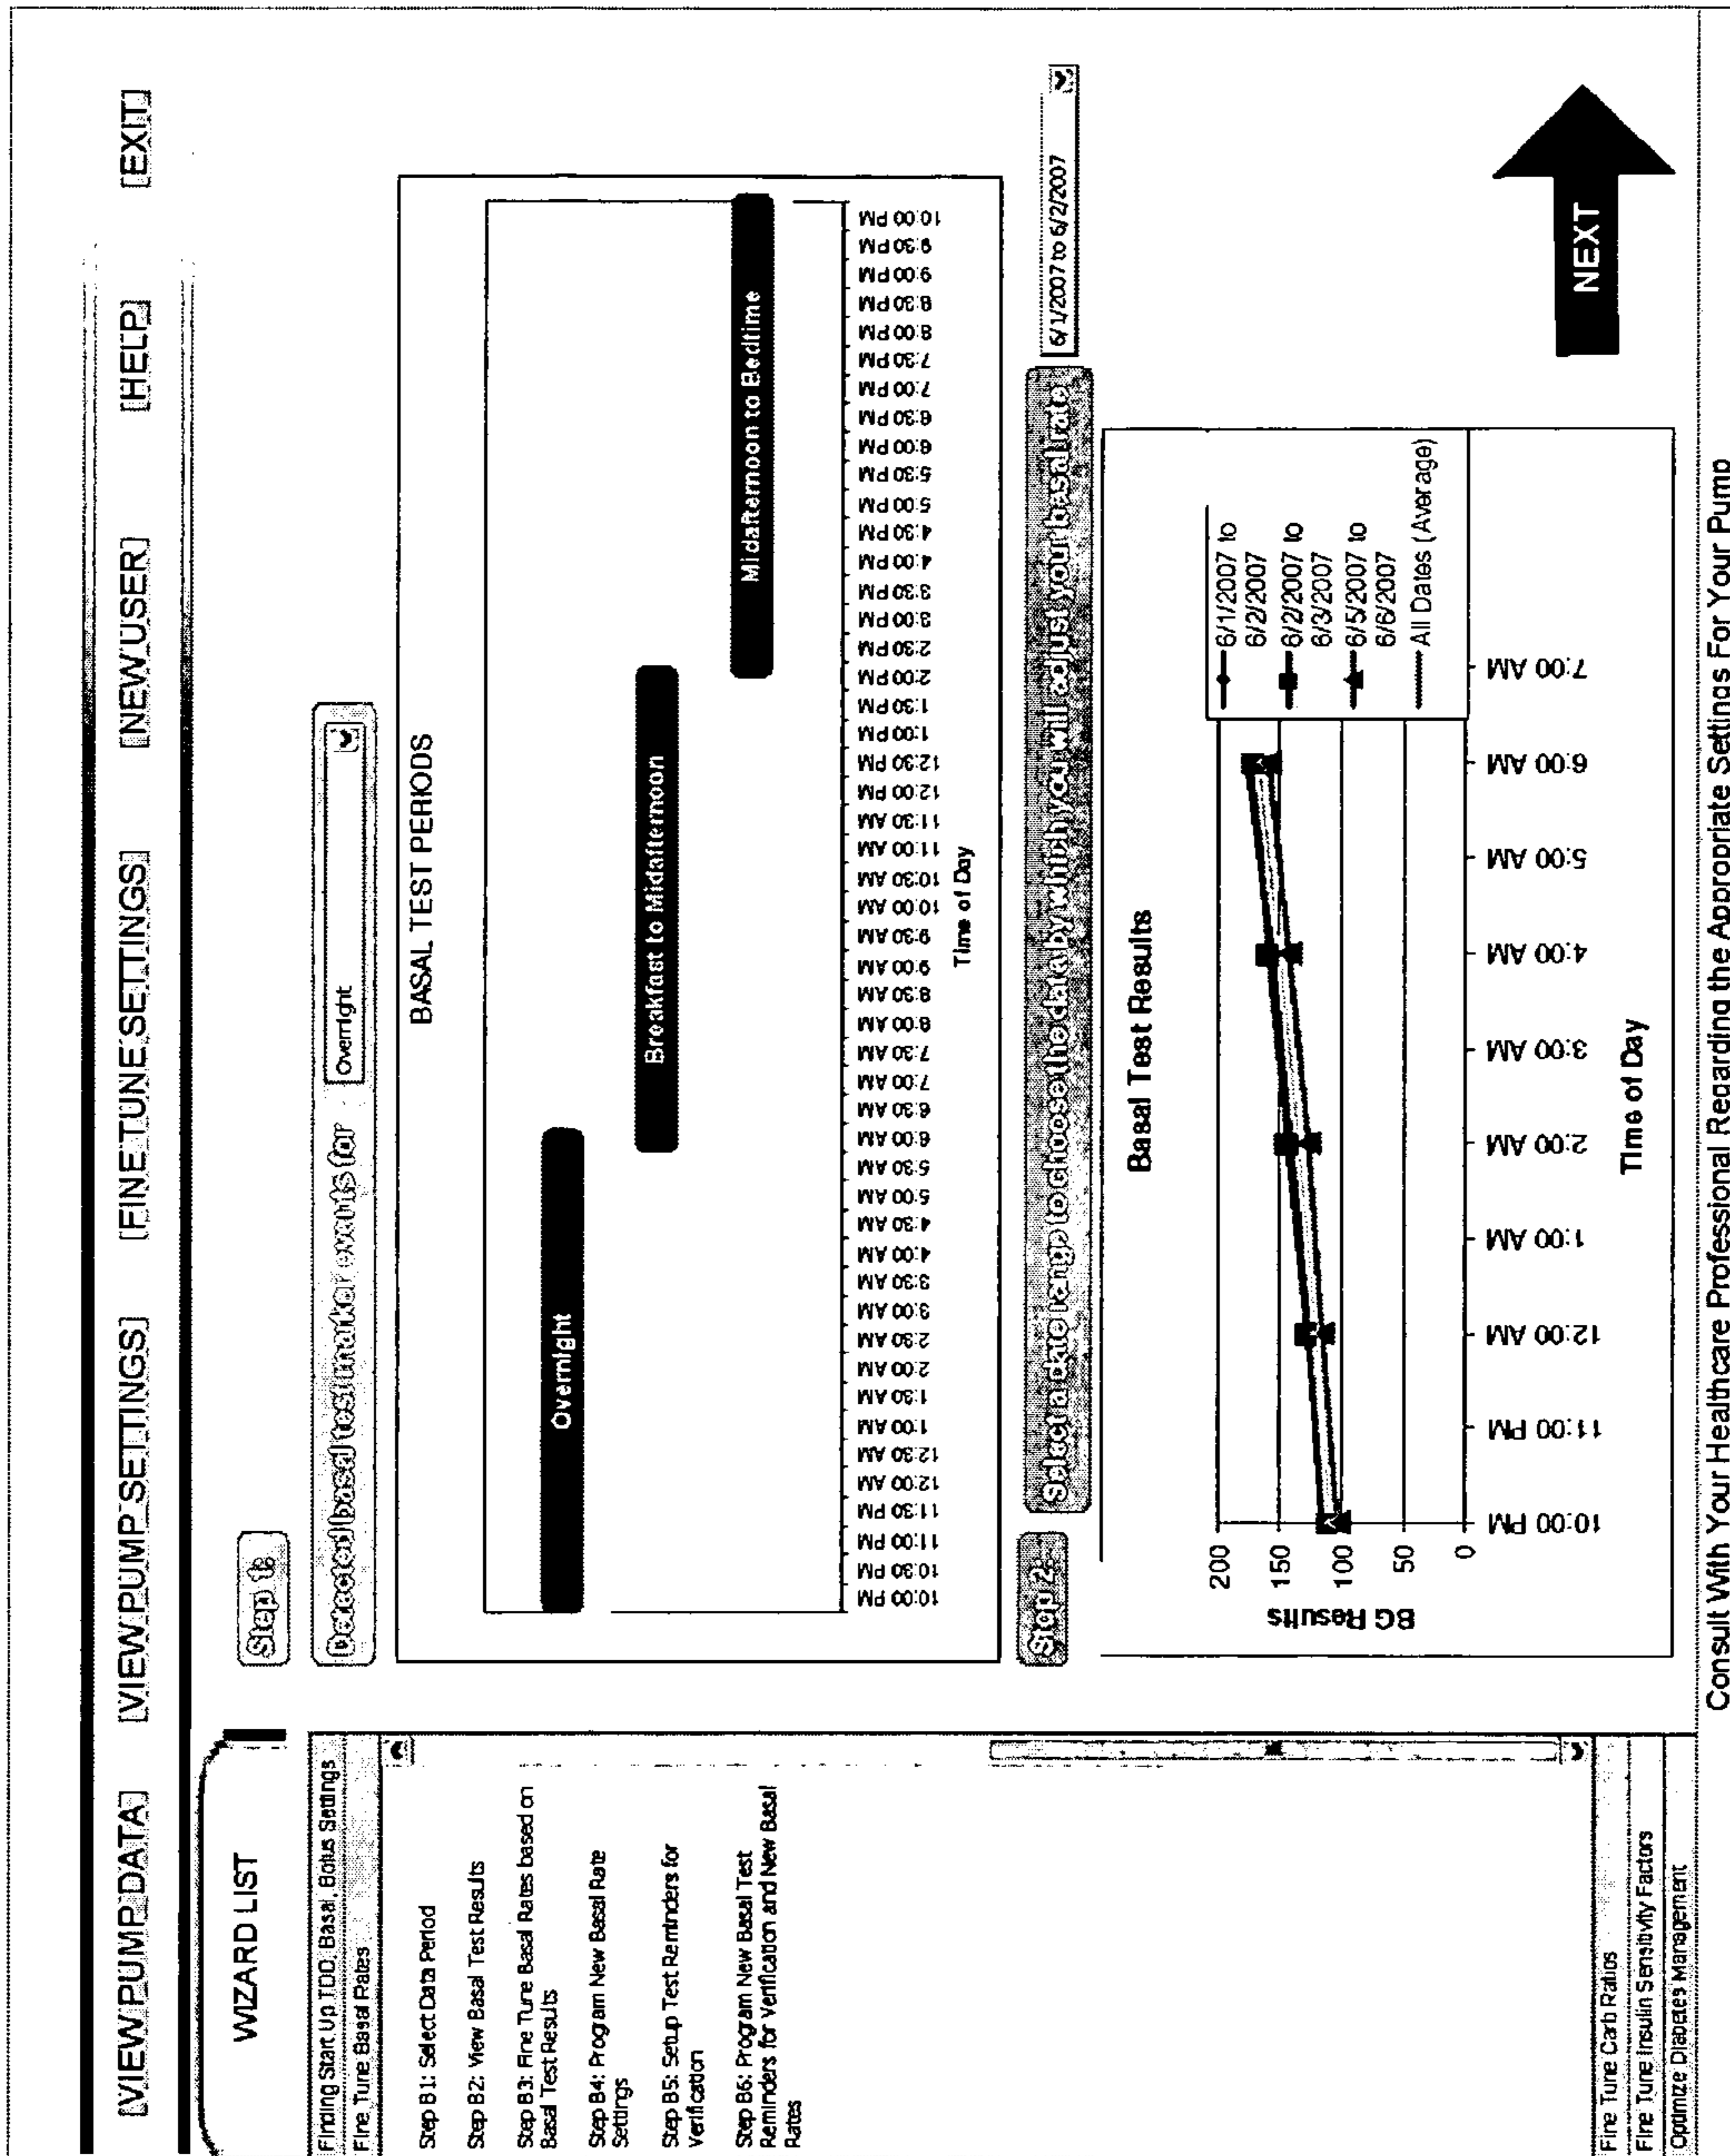 [VIEW PUMP DATA] [VIEW PUMP SETTINGS] [FINE TUNE SETTINGS] [NEW USER] [HELP] [EXIT]
WIZARD LIST
Finding Start Up TDD, Basal, Bolus Settings
Fine Tune Basal Rates
Step B1: Select Data Period
Step B2: View Basal Test Results
Step B3: Fine Tune Basal Rates based on
Basal Test Results
Step B4: Program New Basal Rate
Settings
Step B5: Setup Test Reminders for
Verification
Step B6: Program New Basal Test
Reminders for Verification and New Basal
Rates
Fine Tune Carb Ratios
Fine Tune Insulin Sensitivity Factors
Optimize Diabetes Management
Step 1:
Detected basal test marker events for Overnight
BASAL TEST PERIODS
Overnight
Breakfast to Midafternoon
Midafternoon to Bedtime
10:00 PM 10:30 PM 11:00 PM 11:30 PM 12:00 AM 12:30 AM 1:00 AM 1:30 AM 2:00 AM 2:30 AM 3:00 AM 3:30 AM 4:00 AM 4:30 AM 5:00 AM 5:30 AM 6:00 AM 6:30 AM 7:00 AM 7:30 AM 8:00 AM 8:30 AM 9:00 AM 9:30 AM 10:00 AM 10:30 AM 11:00 AM 11:30 AM 12:00 PM 12:30 PM 1:00 PM 1:30 PM 2:00 PM 2:30 PM 3:00 PM 3:30 PM 4:00 PM 4:30 PM 5:00 PM 5:30 PM 6:00 PM 6:30 PM 7:00 PM 7:30 PM 8:00 PM 8:30 PM 9:00 PM 9:30 PM 10:00 PM
Time of Day
Step 2: Select a date range to choose the data by which you will adjust your basal rate 6/1/2007 to 6/2/2007
Basal Test Results
BG Results
200
150
100
50
0
10:00 PM 11:00 PM 12:00 AM 1:00 AM 2:00 AM 3:00 AM 4:00 AM 5:00 AM 6:00 AM 7:00 AM
Time of Day
6/1/2007 to
6/2/2007
6/2/2007 to
6/3/2007
6/5/2007 to
6/6/2007
All Dates (Average)
NEXT
Consult With Your Healthcare Professional Regarding the Appropriate Settings For Your Pump